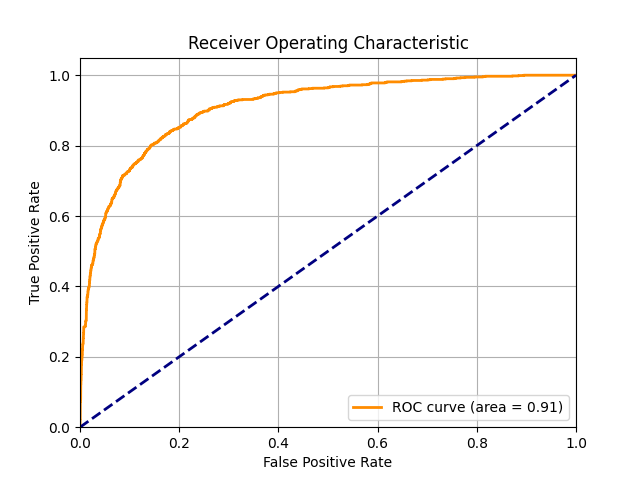 Receiver Operating Characteristic
True Positive Rate
1.0
0.8
0.6
0.4
0.2
0.0
0.0 0.2 0.4 0.6 0.8 1.0
False Positive Rate
ROC curve (area = 0.91)